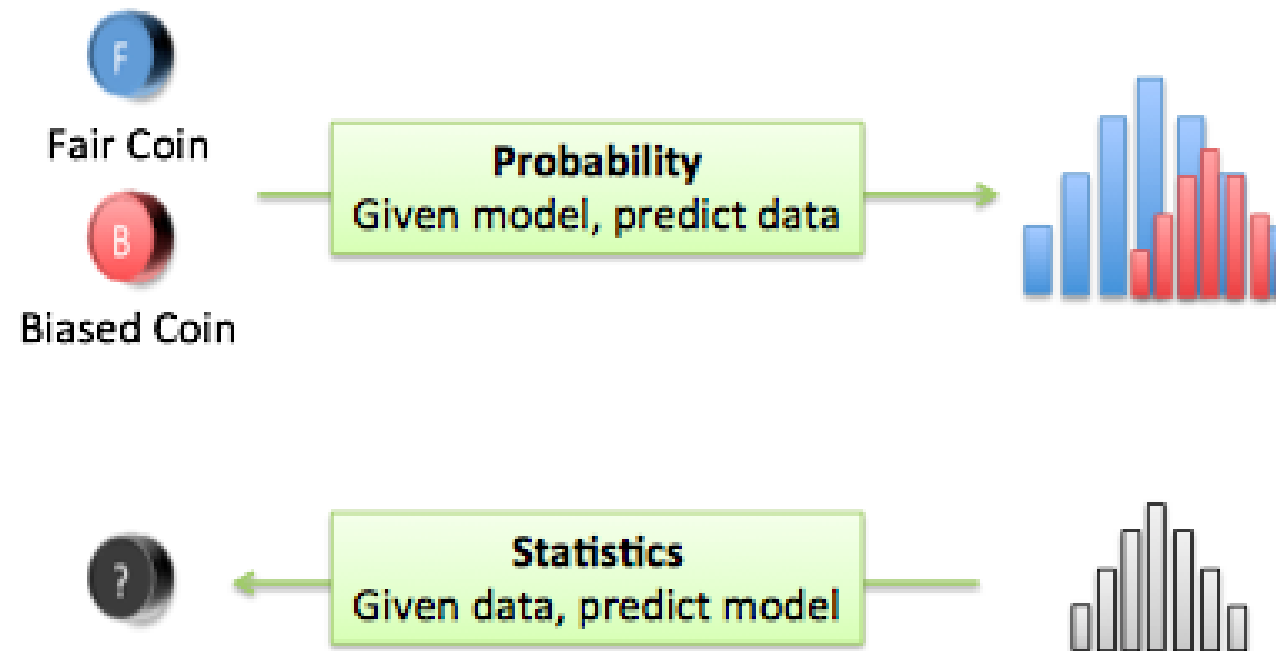 F
Fair Coin
B
Biased Coin
Probability
Given model, predict data
?
Statistics
Given data, predict model